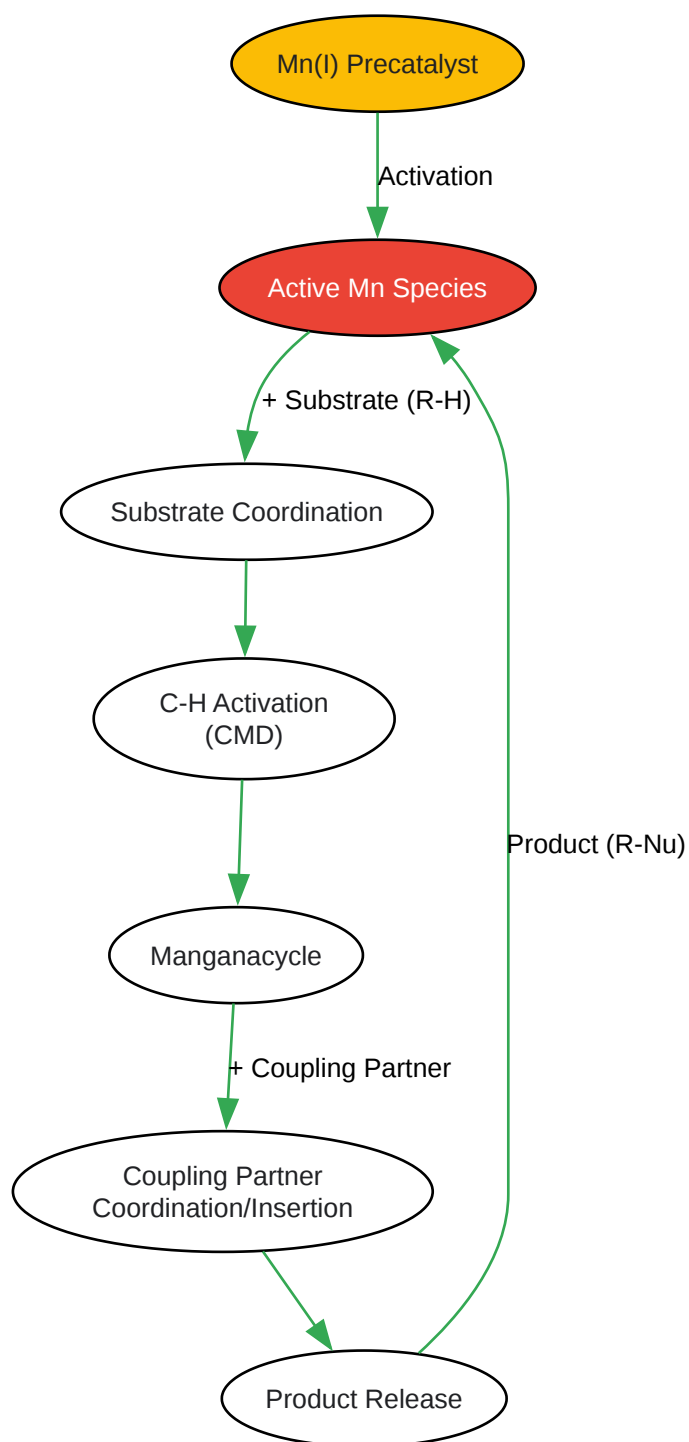 Mn(I) Precatalyst
Activation
Active Mn Species
+ Substrate (R-H)
Substrate Coordination
C-H Activation
(CMD)
Product (R-Nu)
Manganacycle
+ Coupling Partner
Coupling Partner
Coordination/Insertion
Product Release